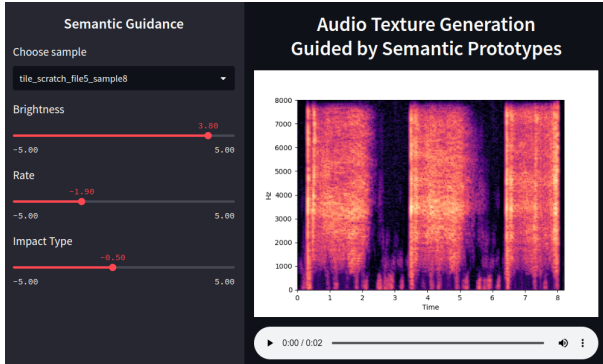 Semantic Guidance
Choose sample
tile_scratch_file5_sample8
Brightness
3.80
-5.00 5.00
Rate
-1.90
-5.00 5.00
Impact Type
-0.50
-5.00 5.00
Audio Texture Generation
Guided by Semantic Prototypes
8000
7000
6000
5000
4000
3000
2000
1000
0
Hz
0 1 2 3 4 5 6 7 8
Time
0:00 / 0:02